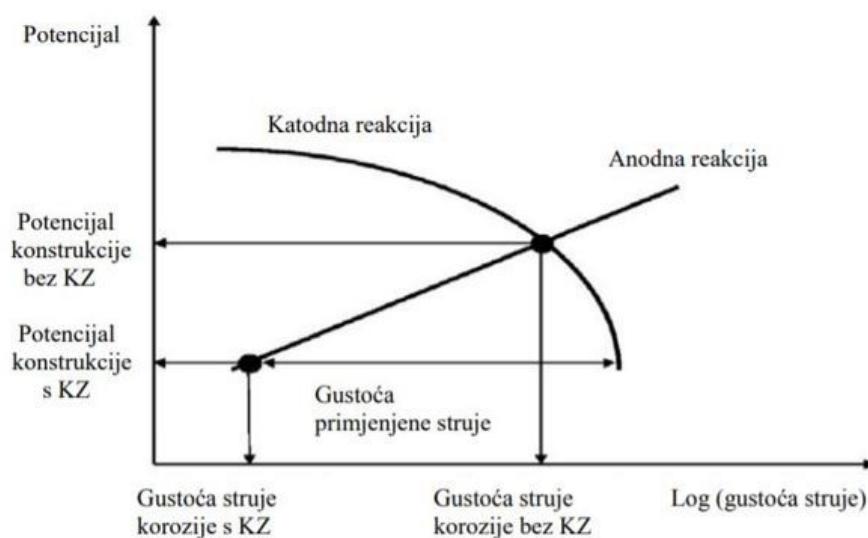 Potencijal
Katodna reakcija
Anodna reakcija
Potencijal
konstrukcije
bez KZ
Potencijal
konstrukcije
s KZ
Gustoća
primjenjene struje
Gustoća struje
korozije s KZ
Gustoća struje
korozije bez KZ
Log (gustoća struje)